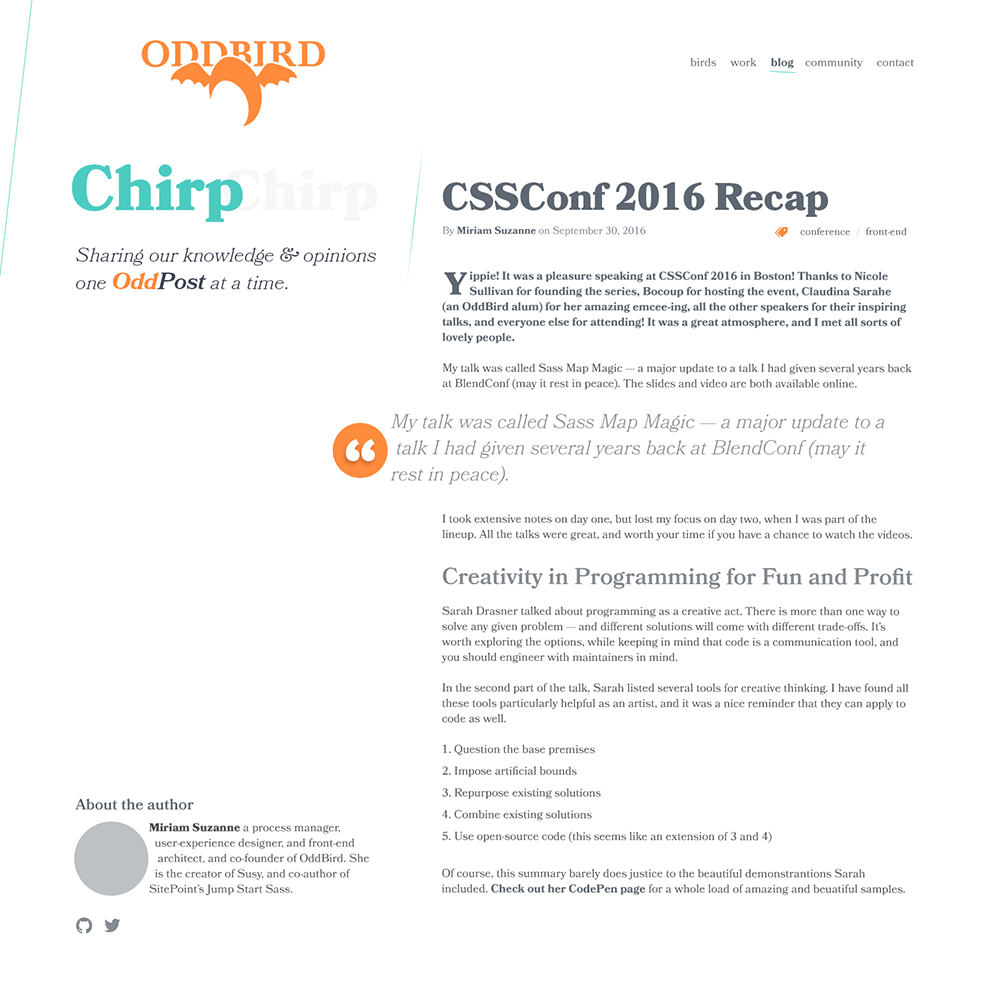 ODDBIRD
birds work blog community contact
Chirp Chirp
Sharing our knowledge & opinions
one OddPost at a time.
CSSConf 2016 Recap
By Miriam Suzanne on September 30, 2016
conference / front-end
Yippie! It was a pleasure speaking at CSSConf 2016 in Boston! Thanks to Nicole
Sullivan for founding the series, Bocoup for hosting the event, Claudina Sarahe
(an OddBird alum) for her amazing emcee-ing, all the other speakers for their inspiring
talks, and everyone else for attending! It was a great atmosphere, and I met all sorts of
lovely people.
My talk was called Sass Map Magic — a major update to a talk I had given several years back
at BlendConf (may it rest in peace). The slides and video are both available online.
“
My talk was called Sass Map Magic — a major update to a
talk I had given several years back at BlendConf (may it
rest in peace).
I took extensive notes on day one, but lost my focus on day two, when I was part of the
lineup. All the talks were great, and worth your time if you have a chance to watch the videos.
Creativity in Programming for Fun and Profit
Sarah Drasner talked about programming as a creative act. There is more than one way to
solve any given problem — and different solutions will come with different trade-offs. It's
worth exploring the options, while keeping in mind that code is a communication tool, and
you should engineer with maintainers in mind.
In the second part of the talk, Sarah listed several tools for creative thinking. I have found all
these tools particularly helpful as an artist, and it was a nice reminder that they can apply to
code as well.
1. Question the base premises
2. Impose artificial bounds
3. Repurpose existing solutions
4. Combine existing solutions
5. Use open-source code (this seems like an extension of 3 and 4)
Of course, this summary barely does justice to the beautiful demonstrantions Sarah
included. Check out her CodePen page for a whole load of amazing and beuatiful samples.
About the author
Miriam Suzanne a process manager,
user-experience designer, and front-end
architect, and co-founder of OddBird. She
is the creator of Susy, and co-author of
SitePoint's Jump Start Sass.